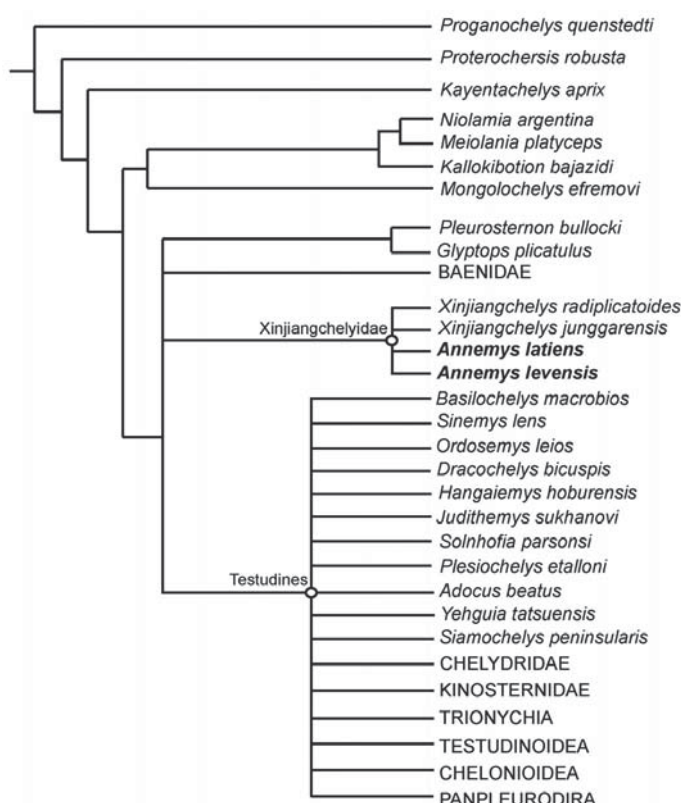 Proganochelys quenstedti
Proterochersis robusta
Kayentachelys aprix
Niolamia argentina
Meiolania platyceps
Kallokibotion bajazidi
Mongolochelys efremovi
Pleurosternon bullocki
Glyptops plicatulus
BAENIDAE
Xinjiangchelys radiplicatoides
Xinjiangchelyidae
Xinjiangchelys junggarensis
Annemys latiens
Annemys levensis
Basilochelys macrobios
Sinemys lens
Ordosemys leios
Dracochelys bicuspis
Hangaiemys hoburensis
Judithemys sukhanovi
Solnhofia parsonsi
Plesiochelys etalloni
Testudines
Adocus beatus
Yehguia tatsuensis
Siamochelys peninsularis
CHELYDRIDAE
KINOSTERNIDAE
TRIONYCHIA
TESTUDINOIDEA
CHELONIOIDEA
PANPLEURODIRA